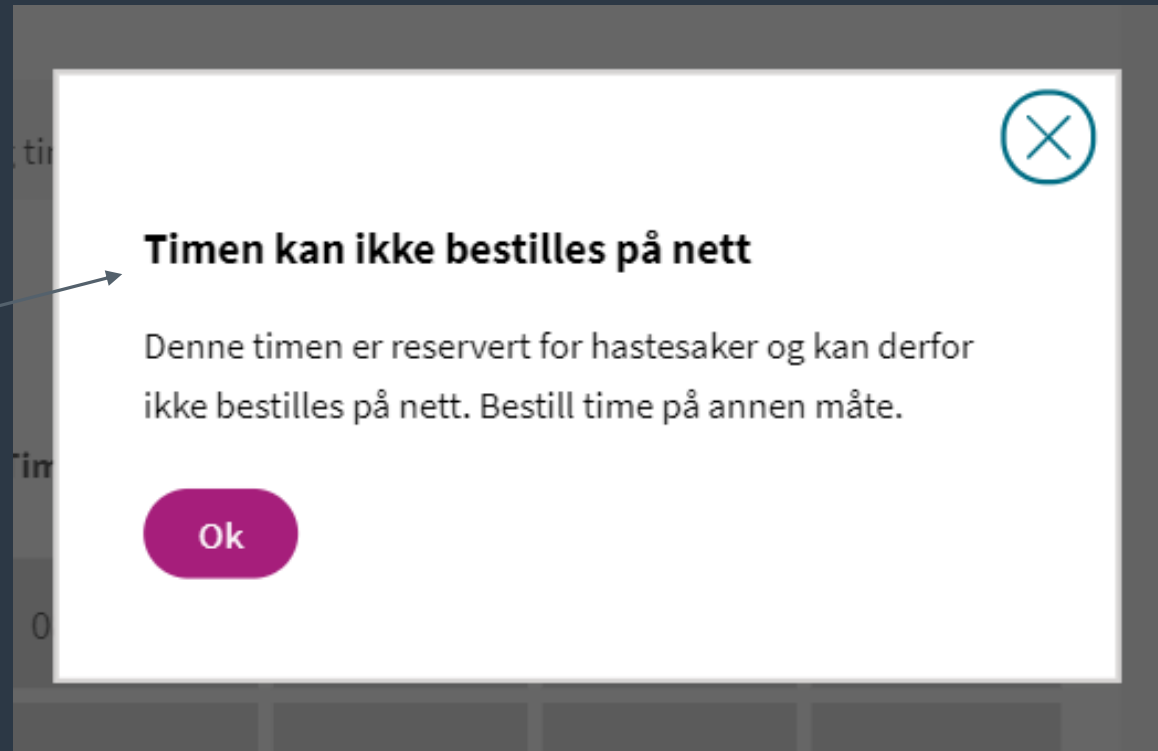 Timen kan ikke bestilles på nett
Denne timen er reservert for hastesaker og kan derfor
ikke bestilles på nett. Bestill time på annen måte.
Ok